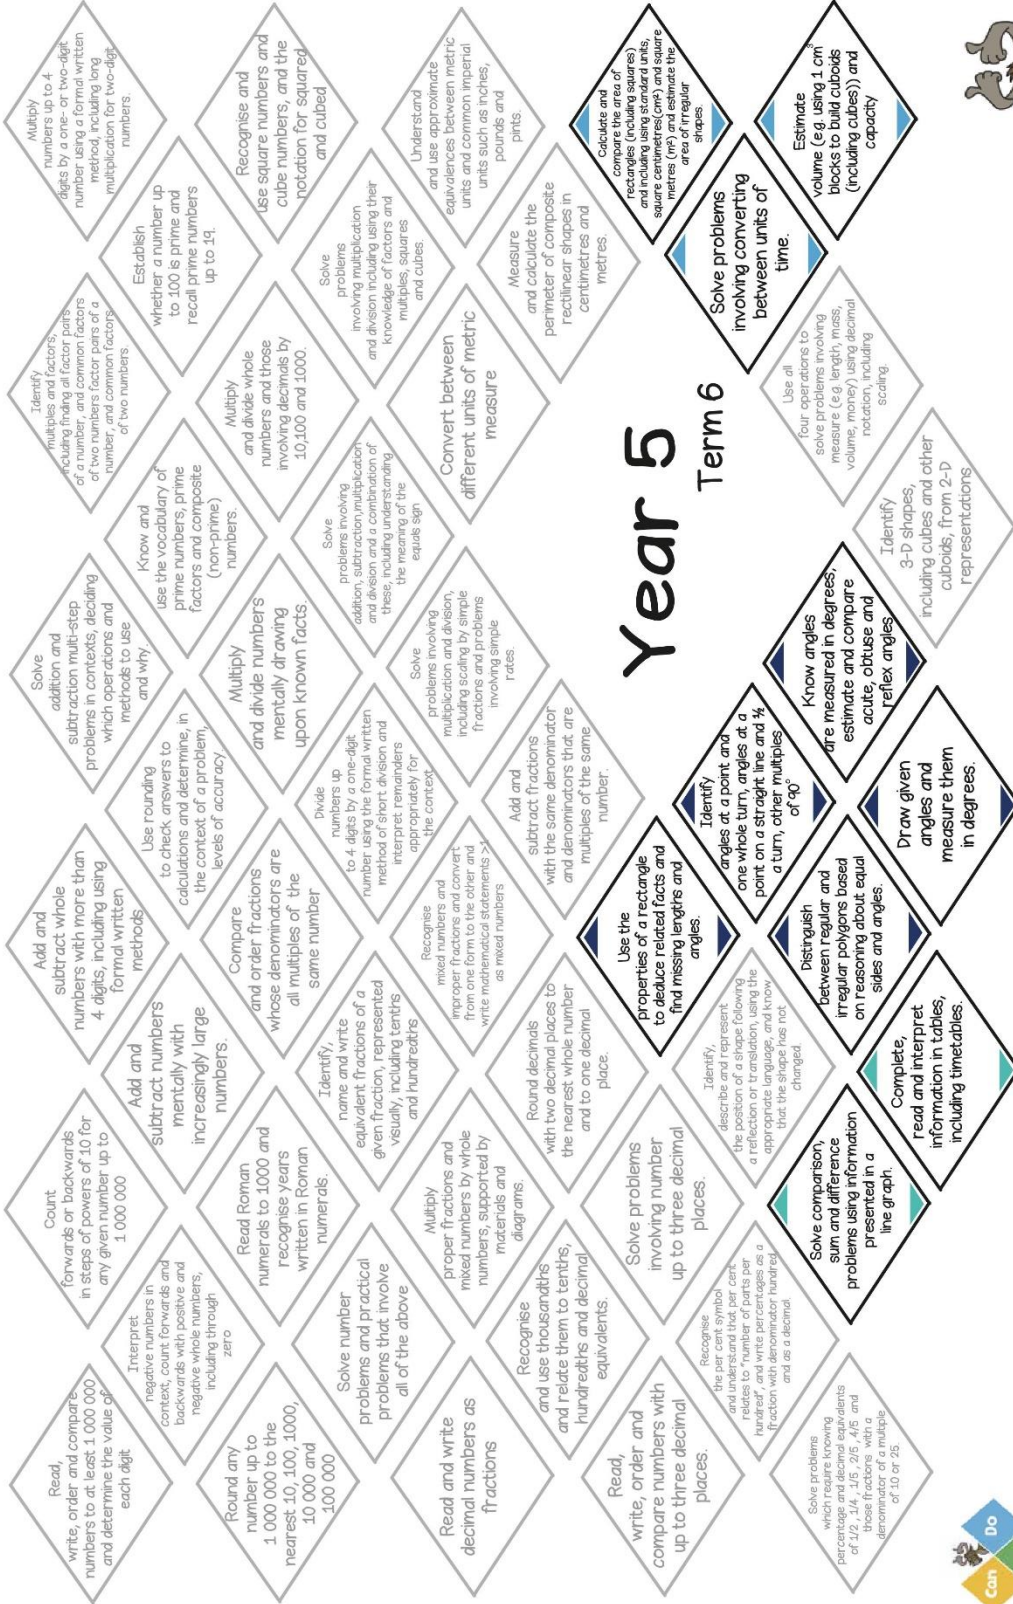 Read,
write, order and compare
numbers to at least 1 000 000
and determine the value of
each digit
Count
forwards or backwards
in steps of powers of 10 for
any given number up to
1 000 000
Add and
subtract whole
numbers with more than
4 digits, including using
formal written
methods
Solve
addition and
subtraction multi-step
problems in contexts, deciding
which operations and
methods to use
and why.
Identify
multiples and factors,
including finding all factor pairs
of a number, and common factors
of two numbers factor pairs of a
number, and common factors
of two numbers.
Multiply
numbers up to 4
digits by a one- or two-digit
number using a formal written
method, including long
multiplication for two-digit
numbers.
Interpret
negative numbers in
context, count forwards and
backwards with positive and
negative whole numbers,
including through
zero
Add and
subtract numbers
mentally with
increasingly large
numbers.
Use rounding
to check answers to
calculations and determine, in
the context of a problem,
levels of accuracy.
Know and
use the vocabulary of
prime numbers, prime
factors and composite
(non-prime)
numbers.
Establish
whether a number up
to 100 is prime and
recall prime numbers
up to 19.
Round any
number up to
1 000 000 to the
nearest 10, 100, 1000,
10 000 and
100 000
Read Roman
numerals to 1000 and
recognise years
written in Roman
numerals.
Compare
and order fractions
whose denominators are
all multiples of the
same number
Multiply
and divide numbers
mentally drawing
upon known facts.
Multiply
and divide whole
numbers and those
involving decimals by
10,100 and 1000.
Recognise and
use square numbers and
cube numbers, and the
notation for squared
and cubed
Solve number
problems and practical
problems that involve
all of the above
Identify,
name and write
equivalent fractions of a
given fraction, represented
visually, including tenths
and hundredths
Divide
numbers up
to 4 digits by a one-digit
number using the formal written
method of short division and
interpret remainders
appropriately for
the context
Solve
problems involving
addition, subtraction,multiplication
and division and a combination of
these, including understanding
the meaning of the
equals sign
Solve
problems
involving multiplication
and division including using their
knowledge of factors and
multiples, squares
and cubes.
Read and write
decimal numbers as
fractions
Multiply
proper fractions and
mixed numbers by whole
numbers, supported by
materials and
diagrams.
Recognise
mixed numbers and
improper fractions and convert
from one form to the other and
write mathematical statements >1
as mixed numbers
Solve
problems involving
multiplication and division,
including scaling by simple
fractions and problems
involving simple
rates.
Convert between
different units of metric
measure
Understand
and use approximate
equivalences between metric
units and common imperial
units such as inches,
pounds and
pints.
Recognise
and use thousandths
and relate them to tenths,
hundredths and decimal
equivalents.
Round decimals
with two decimal places to
the nearest whole number
and to one decimal
place.
Add and
subtract fractions
with the same denominator
and denominators that are
multiples of the same
number.
Measure
and calculate the
perimeter of composite
rectilinear shapes in
centimetres and
metres.
Read,
write, order and
compare numbers with
up to three decimal
places.
Solve problems
involving number
up to three decimal
places.
Use the
properties of a rectangle
to deduce related facts and
find missing lengths and
angles.
Year 5
Term 6
Calculate and
compare the area of
rectangles (including squares)
and including using standard units,
square centimetres(cm²) and square
metres (m²) and estimate the
area of irregular
shapes.
Recognise
the per cent symbol
and understand that per cent
relates to "number of parts per
hundred", and write percentages as a
fraction with denominator hundred
and as a decimal.
Identify,
describe and represent
the postion of a shape following
a reflection or translation, using the
appropriate language, and know
that the shape has not
changed.
Identify
angles at a point and
one whole turn, angles at a
point on a straight line and ½
a turn, other multiples
of 90°
Solve problems
involving converting
between units of
time.
Solve problems
which require knowing
percentage and decimal equivalents
of 1/2 ,1/4 , 1/5 , 2/5 , 4/5 and
those fractions with a
denominator of a multiple
of 10 or 25.
Solve comparison,
sum and difference
problems using information
presented in a
line graph.
Distinguish
between regular and
irregular polygons based
on reasoning about equal
sides and angles.
Know angles
are measured in degrees,
estimate and compare
acute, obtuse and
reflex angles
Use all
four operations to
solve problems involving
measure (e.g. length, mass,
volume, money) using decimal
notation, including
scaling.
Estimate
volume (e.g. using 1 cm³
blocks to build cuboids
(including cubes)) and
capacity
Complete,
read and interpret
information in tables,
including timetables.
Draw given
angles and
measure them
in degrees.
Identify
3-D shapes,
including cubes and other
cuboids, from 2-D
representations
Can Do